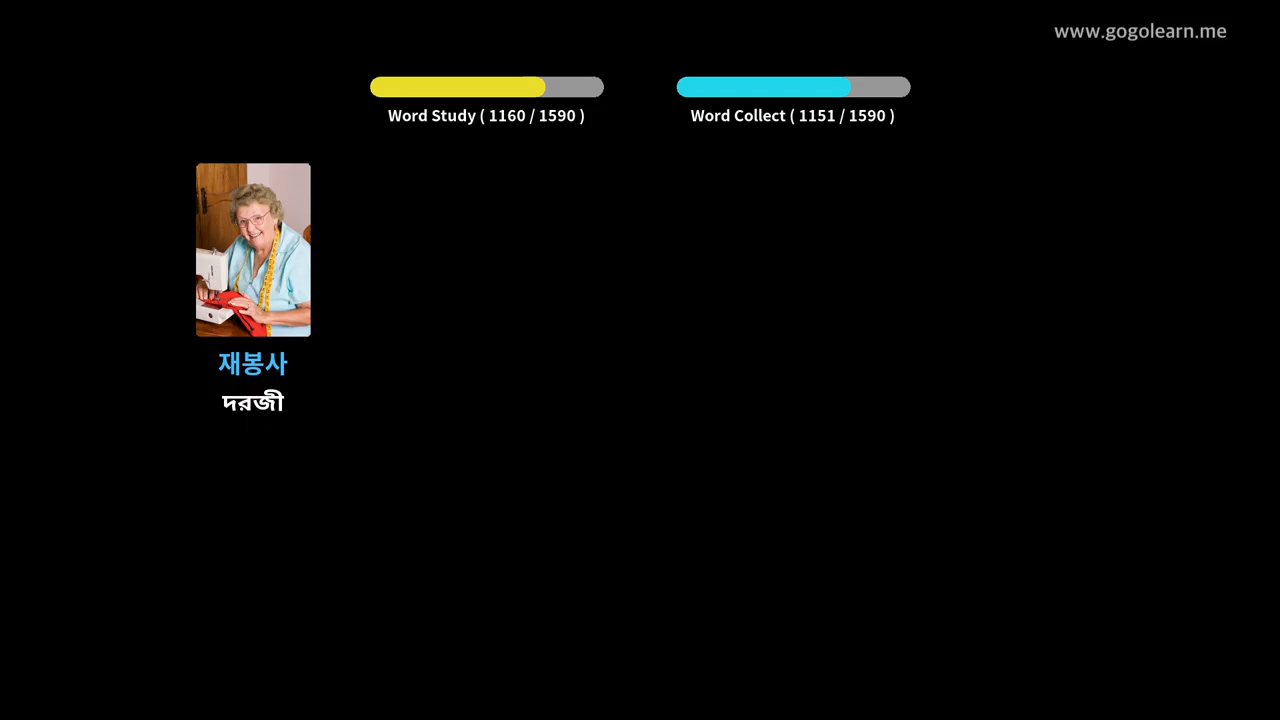 www.gogolearn.me
Word Study ( 1160 / 1590 )
Word Collect ( 1151 / 1590 )
재봉사
দরজী